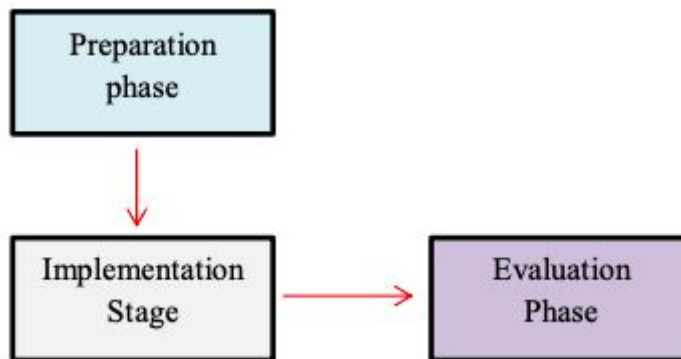 Preparation
phase
Implementation
Stage
Evaluation
Phase